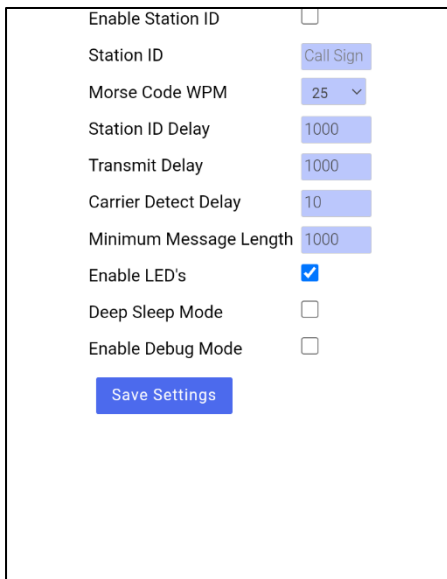 Enable Station ID
Station ID Call Sign
Morse Code WPM 25
Station ID Delay 1000
Transmit Delay 1000
Carrier Detect Delay 10
Minimum Message Length 1000
Enable LED's
Deep Sleep Mode
Enable Debug Mode
Save Settings